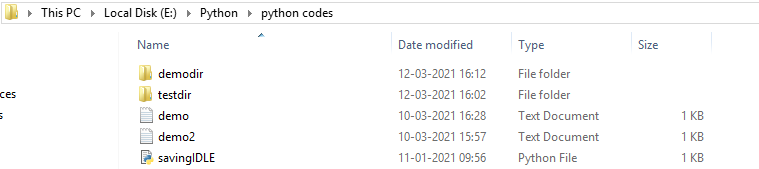 This PC Local Disk (E:) Python python codes
Name Date modified Type Size
demodir 12-03-2021 16:12 File folder
testdir 12-03-2021 16:02 File folder
ces
demo 10-03-2021 16:28 Text Document 1 KB
s
demo2 10-03-2021 15:57 Text Document 1 KB
savingIDLE 11-01-2021 09:56 Python File 1 KB